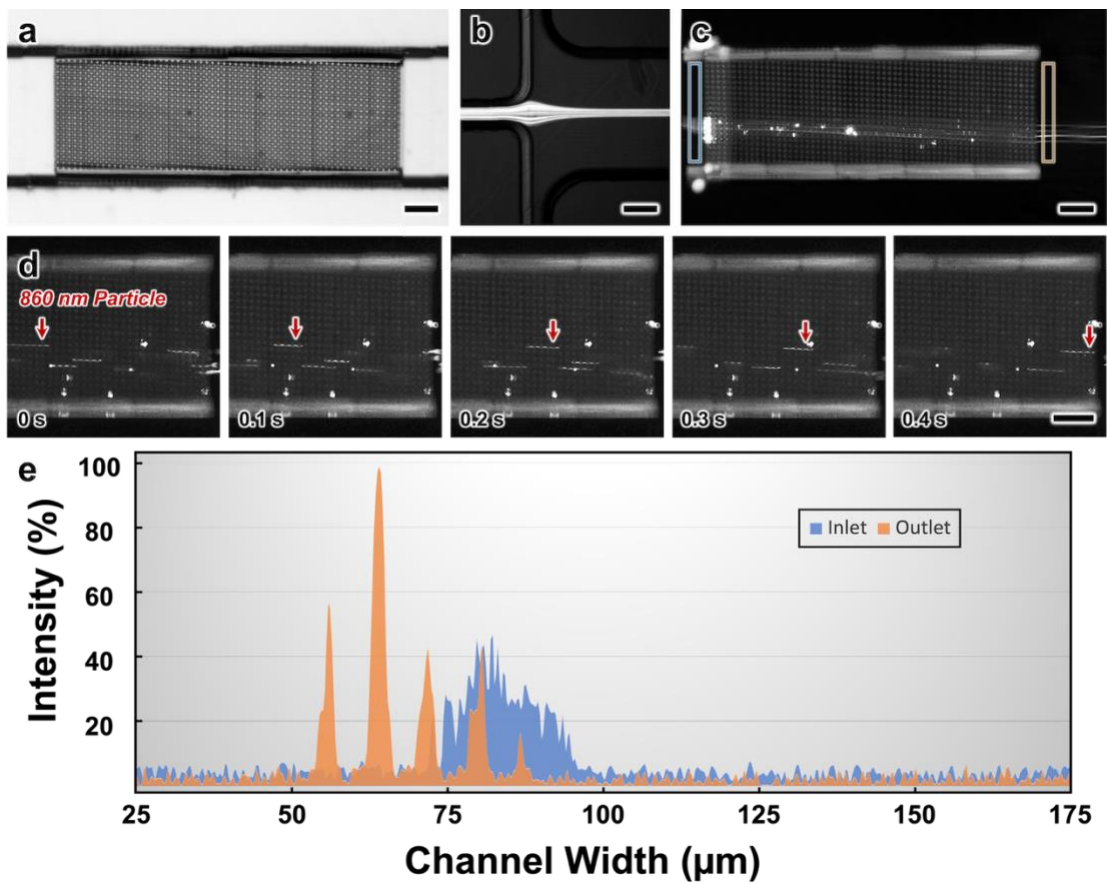 a
b
c
d
860 nm Particle
0 s
0.1 s
0.2 s
0.3 s
0.4 s
e
100
80
60
40
20
Intensity (%)
Inlet
Outlet
25
50
75
100
125
150
175
Channel Width (µm)